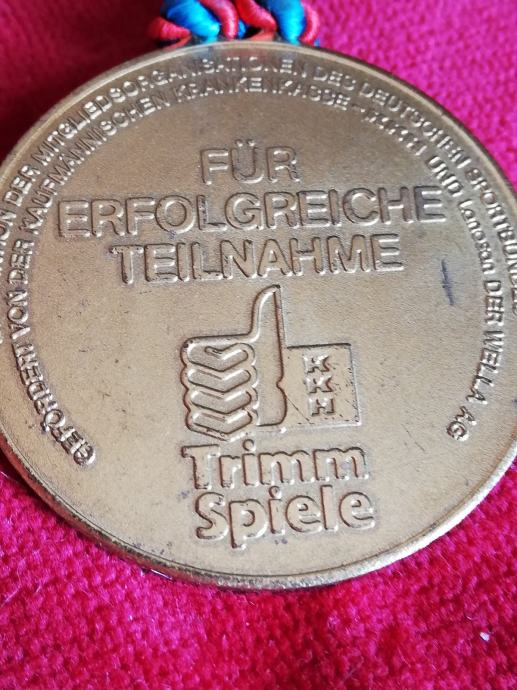 ION DER MITGLIEDSORGANISATIONEN DES DEUTSCHEN SPORTBUNDES
GEFÖRDERT VON DER KAUFMÄNNISCHEN KRANKENKASSE - UND DER WELLA AG
FÜR
ERFOLGREICHE
TEILNAHME
KKH
Trimm
Spiele